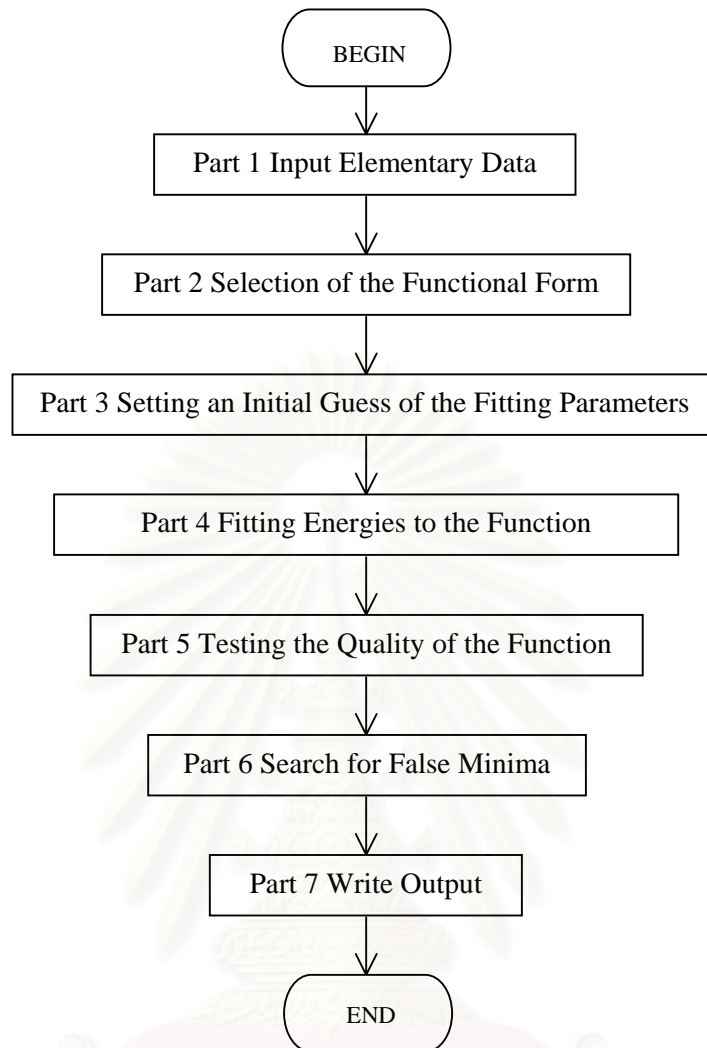 BEGIN
Part 1 Input Elementary Data
Part 2 Selection of the Functional Form
Part 3 Setting an Initial Guess of the Fitting Parameters
Part 4 Fitting Energies to the Function
Part 5 Testing the Quality of the Function
Part 6 Search for False Minima
Part 7 Write Output
END